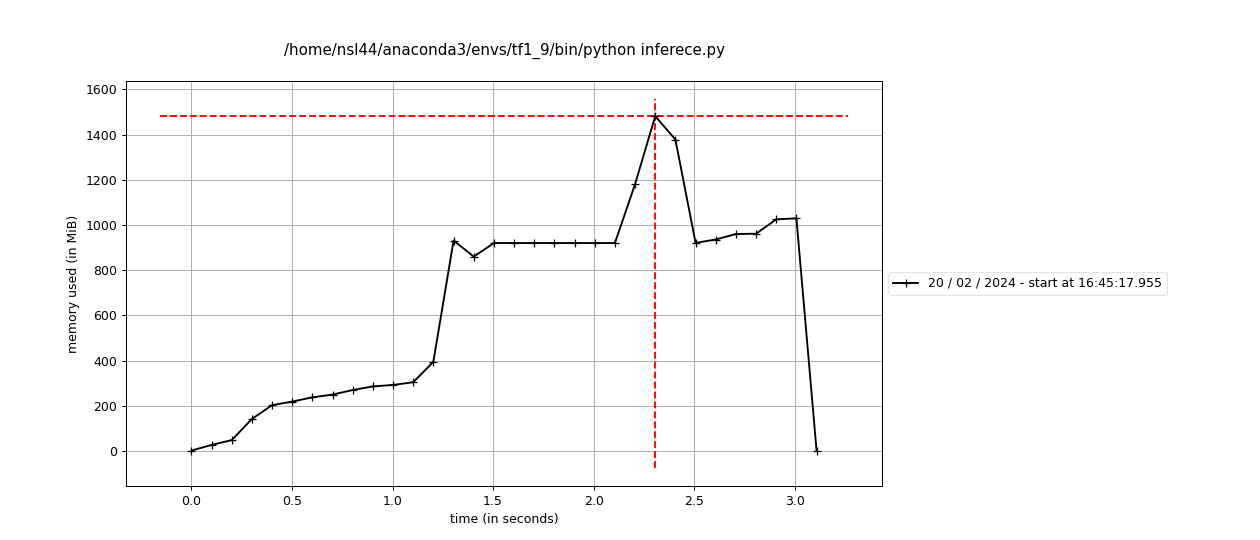 /home/nsl44/anaconda3/envs/tf1_9/bin/python inferece.py
1600
1400
1200
1000
800
600
400
200
0
memory used (in MiB)
0.0 0.5 1.0 1.5 2.0 2.5 3.0
time (in seconds)
20 / 02 / 2024 - start at 16:45:17.955